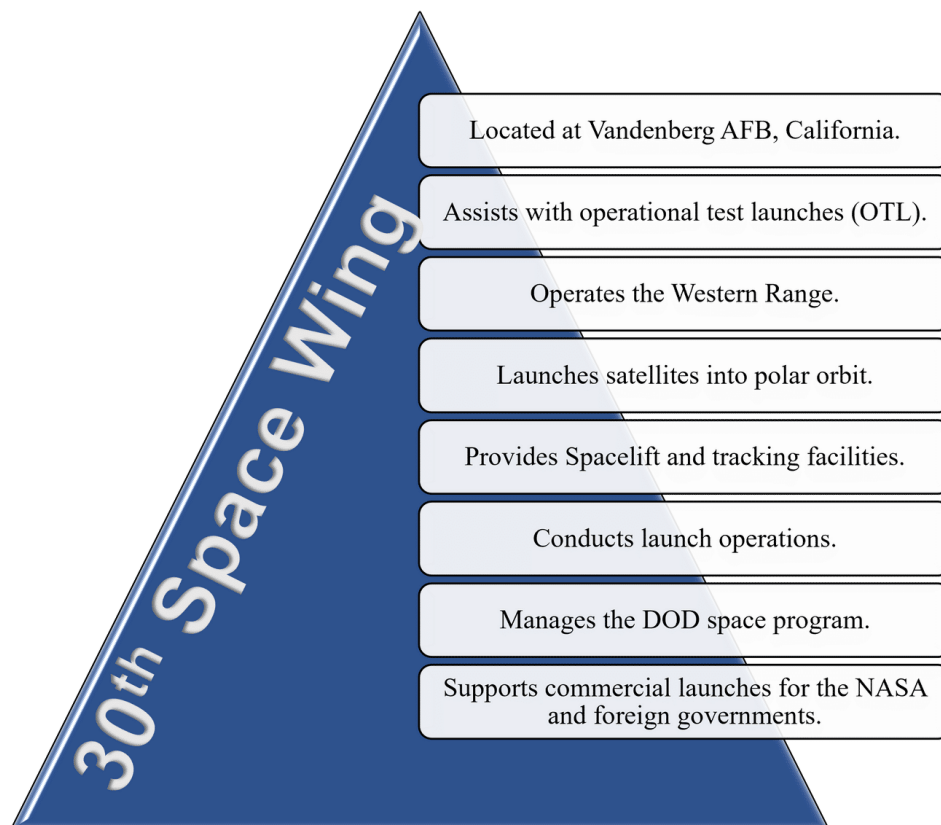 30th Space Wing
Located at Vandenberg AFB, California.
Assists with operational test launches (OTL).
Operates the Western Range.
Launches satellites into polar orbit.
Provides Spacelift and tracking facilities.
Conducts launch operations.
Manages the DOD space program.
Supports commercial launches for the NASA
and foreign governments.